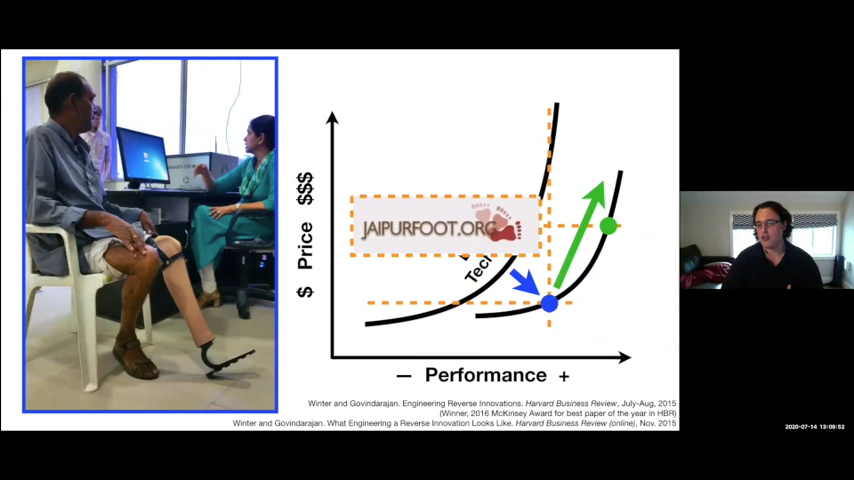 JAIPURFOOT.ORG
Tec
$ Price $$$
— Performance +
Winter and Govindarajan. Engineering Reverse Innovations. Harvard Business Review, July-Aug, 2015
(Winner, 2016 McKinsey Award for best paper of the year in HBR)
Winter and Govindarajan. What Engineering a Reverse Innovation Looks Like. Harvard Business Review (online), Nov. 2015
2020-07-14 13:09:52